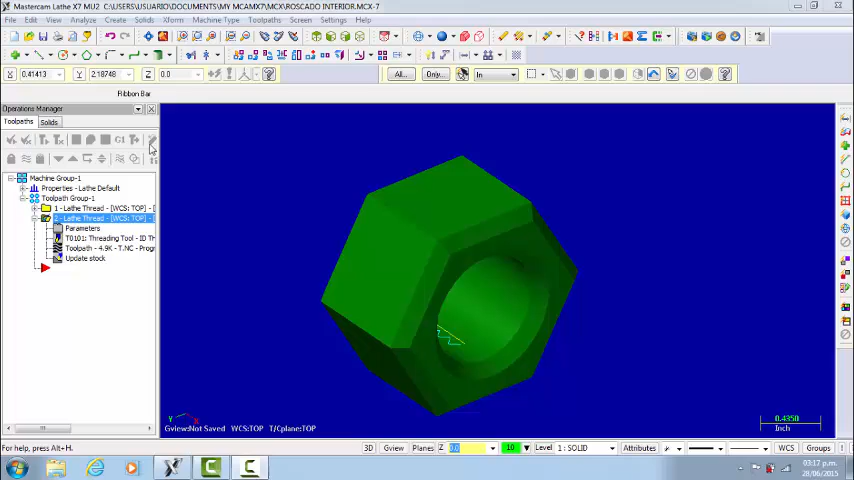 Mastercam Lathe X7 MU2 C:\USERS\USUARIO\DOCUMENTS\MY MCAMX7\MCX\ROSCADO INTERIOR.MCX-7
File Edit View Analyze Create Solids Xform Machine Type Toolpaths Screen Settings Help
X 0.41413 Y 2.18748 Z 0.0 All... Only... In
Ribbon Bar
Operations Manager
Toolpaths Solids
G1
Machine Group-1
Properties - Lathe Default
Toolpath Group-1
1 - Lathe Thread - [WCS: TOP] -
2 - Lathe Thread - [WCS: TOP] - [
Parameters
T0101: Threading Tool - ID Th
Toolpath - 4.9K - T.NC - Progr
Update stock
Y X
Gview:Not Saved WCS:TOP T/Cplane:TOP
0.4350
Inch
For help, press Alt+H.
3D Gview Planes: Z 0.0 10 Level 1 : SOLID Attributes WCS Groups
03:17 p.m.
28/06/2015